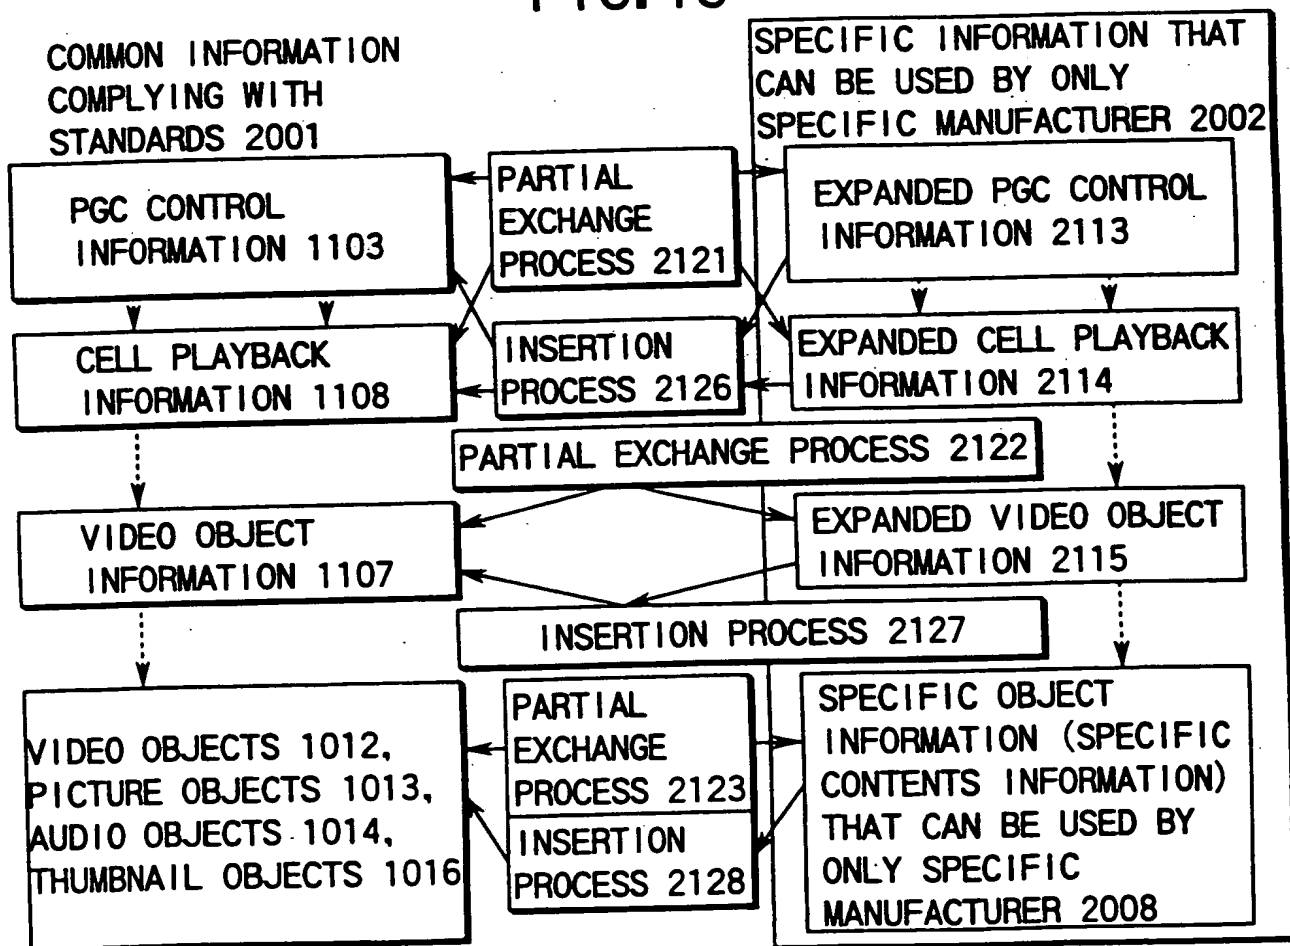 COMMON INFORMATION
COMPLYING WITH
STANDARDS 2001
SPECIFIC INFORMATION THAT
CAN BE USED BY ONLY
SPECIFIC MANUFACTURER 2002
PGC CONTROL
INFORMATION 1103
PARTIAL
EXCHANGE
PROCESS 2121
EXPANDED PGC CONTROL
INFORMATION 2113
CELL PLAYBACK
INFORMATION 1108
INSERTION
PROCESS 2126
EXPANDED CELL PLAYBACK
INFORMATION 2114
PARTIAL EXCHANGE PROCESS 2122
VIDEO OBJECT
INFORMATION 1107
EXPANDED VIDEO OBJECT
INFORMATION 2115
INSERTION PROCESS 2127
VIDEO OBJECTS 1012,
PICTURE OBJECTS 1013,
AUDIO OBJECTS 1014,
THUMBNAIL OBJECTS 1016
PARTIAL
EXCHANGE
PROCESS 2123
INSERTION
PROCESS 2128
SPECIFIC OBJECT
INFORMATION (SPECIFIC
CONTENTS INFORMATION)
THAT CAN BE USED BY
ONLY SPECIFIC
MANUFACTURER 2008